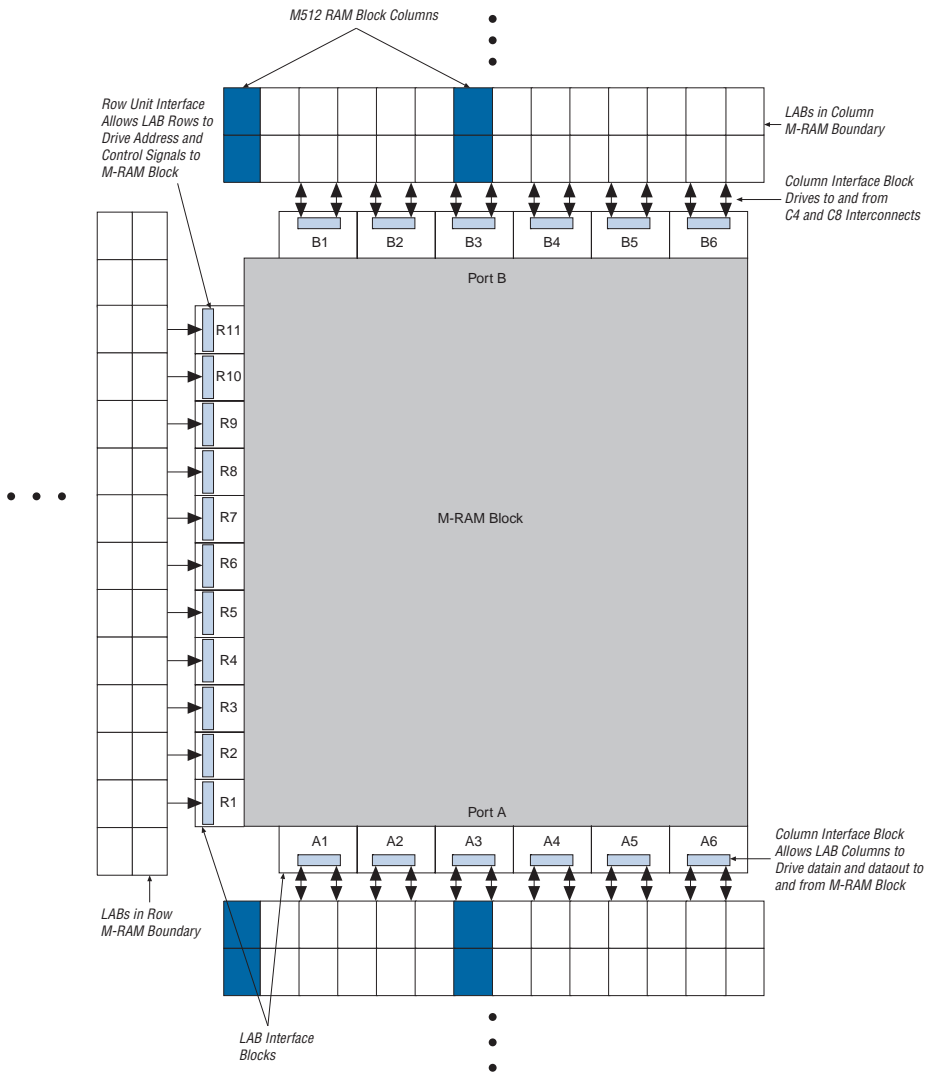 M512 RAM Block Columns
Row Unit Interface
Allows LAB Rows to
Drive Address and
Control Signals to
M-RAM Block
LABs in Column
M-RAM Boundary
Column Interface Block
Drives to and from
C4 and C8 Interconnects
B1 B2 B3 B4 B5 B6
Port B
R11
R10
R9
R8
R7
M-RAM Block
R6
R5
R4
R3
R2
R1
Port A
A1 A2 A3 A4 A5 A6
Column Interface Block
Allows LAB Columns to
Drive datain and dataout to
and from M-RAM Block
LABs in Row
M-RAM Boundary
LAB Interface
Blocks